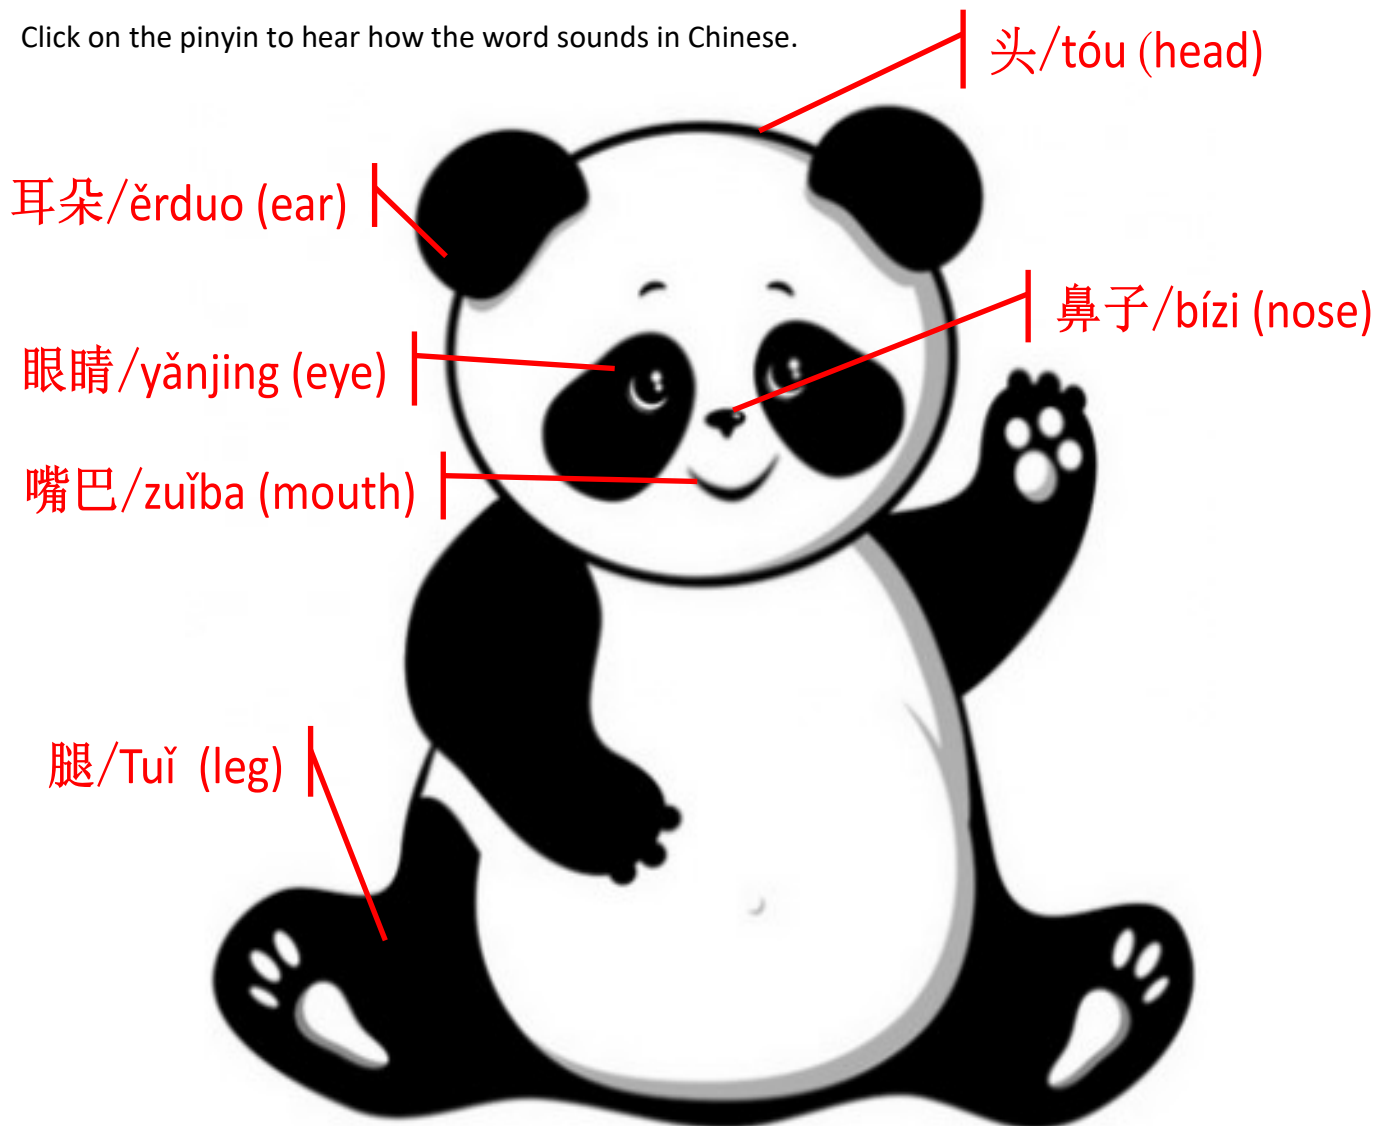 Click on the pinyin to hear how the word sounds in Chinese.
头/tóu (head)
耳朵/ěrduo (ear)
鼻子/bízi (nose)
眼睛/yǎnjing (eye)
嘴巴/zuǐba (mouth)
腿/Tuǐ (leg)